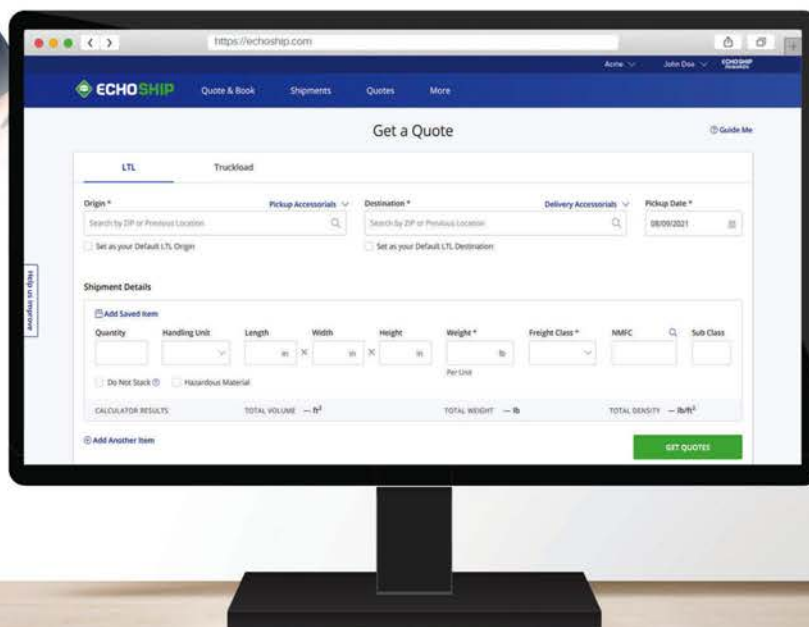 https://echoship.com
Acme John Doe ECHOSHIP REWARDS
ECHOSHIP Quote & Book Shipments Quotes More
Get a Quote Guide Me
LTL Truckload
Origin * Pickup Accessorials Destination * Delivery Accessorials Pickup Date *
Search by ZIP or Previous Location Search by ZIP or Previous Location 08/09/2021
Set as your Default LTL Origin Set as your Default LTL Destination
Help us Improve
Shipment Details
Add Saved Item
Quantity Handling Unit Length Width Height Weight * Freight Class * NMFC Sub Class
in × in × in lb
Per Unit
Do Not Stack Hazardous Material
CALCULATOR RESULTS TOTAL VOLUME — ft³ TOTAL WEIGHT — lb TOTAL DENSITY — lb/ft³
Add Another Item GET QUOTES